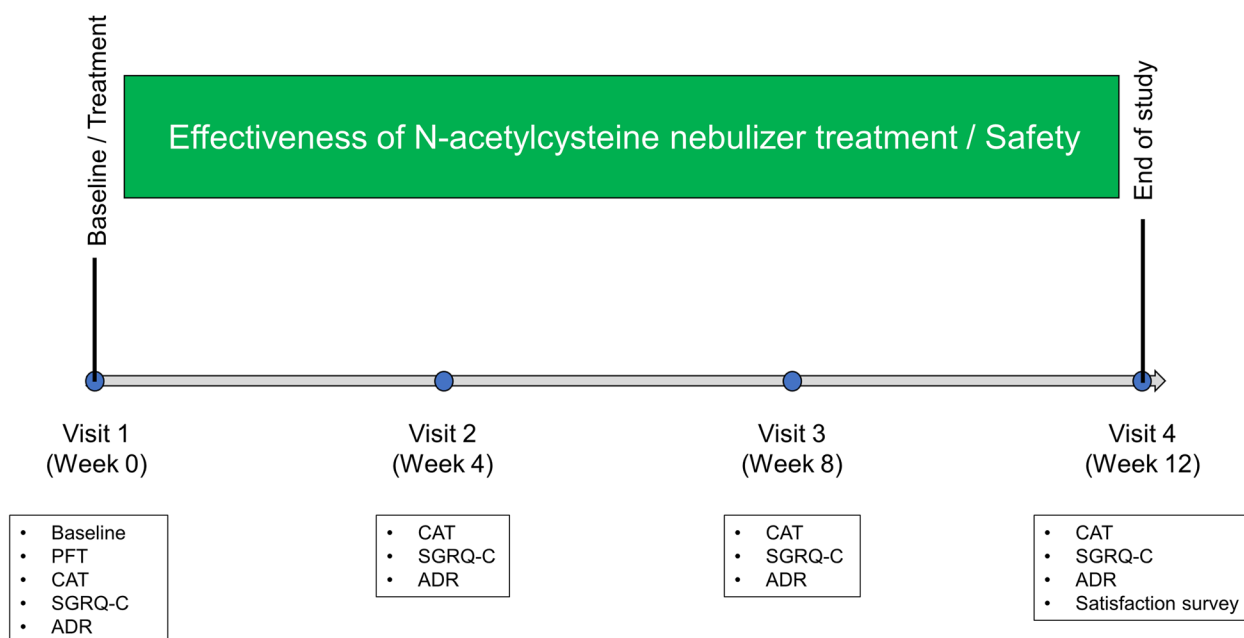 Baseline / Treatment
Effectiveness of N-acetylcysteine nebulizer treatment / Safety
End of study
Visit 1
(Week 0)
Visit 2
(Week 4)
Visit 3
(Week 8)
Visit 4
(Week 12)
• Baseline
• PFT
• CAT
• SGRQ-C
• ADR
• CAT
• SGRQ-C
• ADR
• CAT
• SGRQ-C
• ADR
• CAT
• SGRQ-C
• ADR
• Satisfaction survey